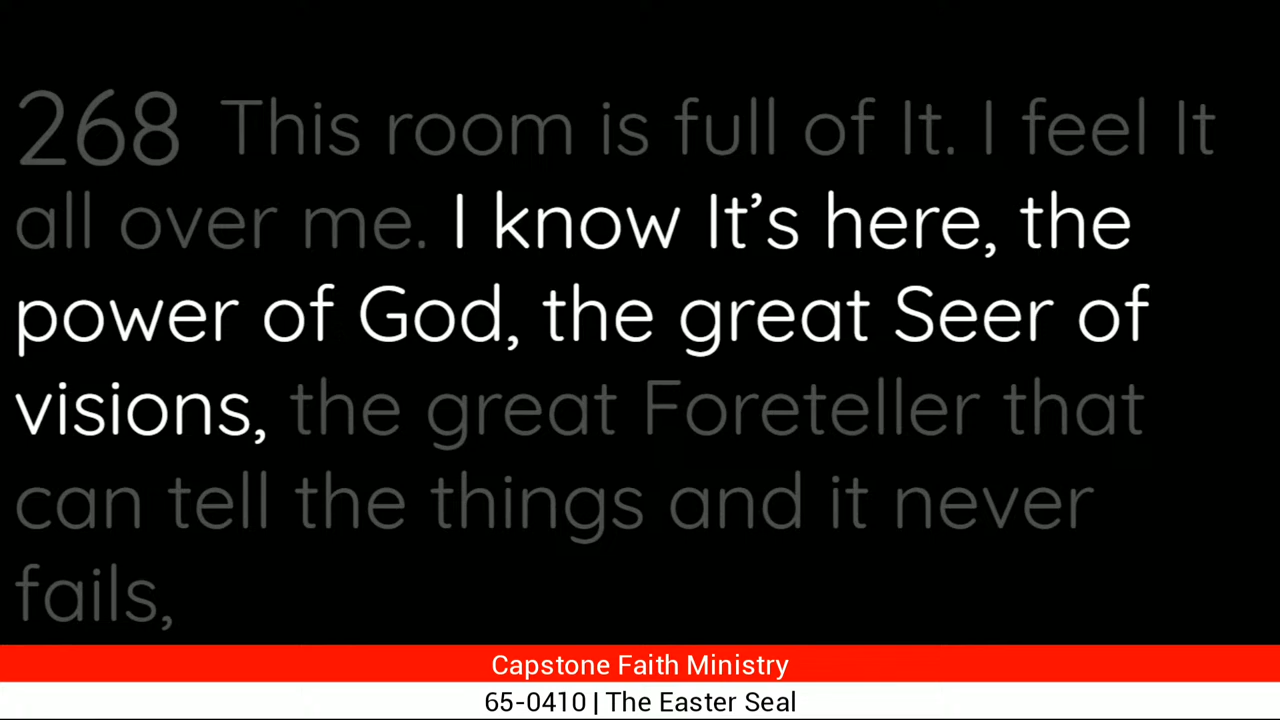 268 This room is full of It. I feel It
all over me. I know It’s here, the
power of God, the great Seer of
visions, the great Foreteller that
can tell the things and it never
fails,
Capstone Faith Ministry
65-0410 | The Easter Seal